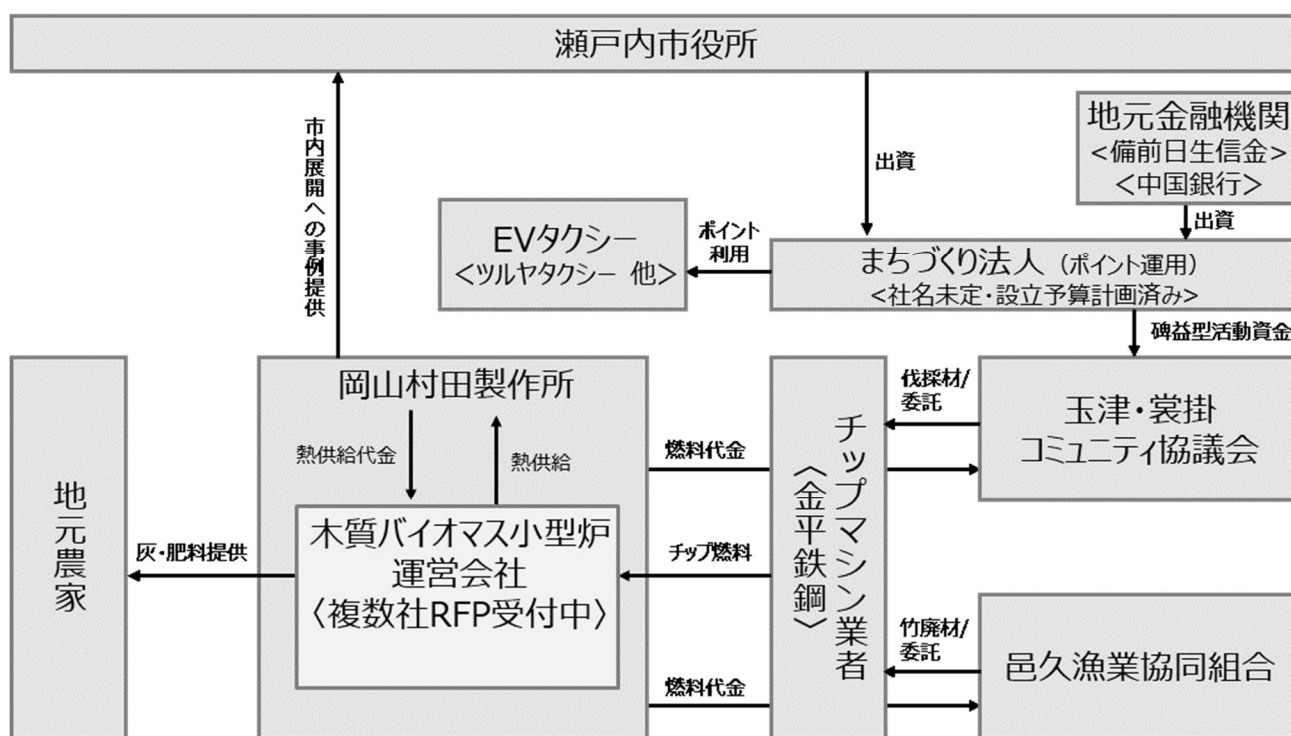 瀬戸内市役所
市内展開への事例提供
出資
地元金融機関
<備前日生信金>
<中国銀行>
出資
EVタクシー
<ツルヤタクシー 他>
ポイント
利用
まちづくり法人（ポイント運用）
<社名未定・設立予算計画済み>
碑益型活動資金
地元農家
灰・肥料提供
岡山村田製作所
熱供給代金
熱供給
木質バイオマス小型炉
運営会社
〈複数社RFP受付中〉
燃料代金
チップ燃料
燃料代金
チップマシン業者
〈金平鉄鋼〉
伐採材/
委託
玉津・裳掛
コミュニティ協議会
竹廃材/
委託
邑久漁業協同組合